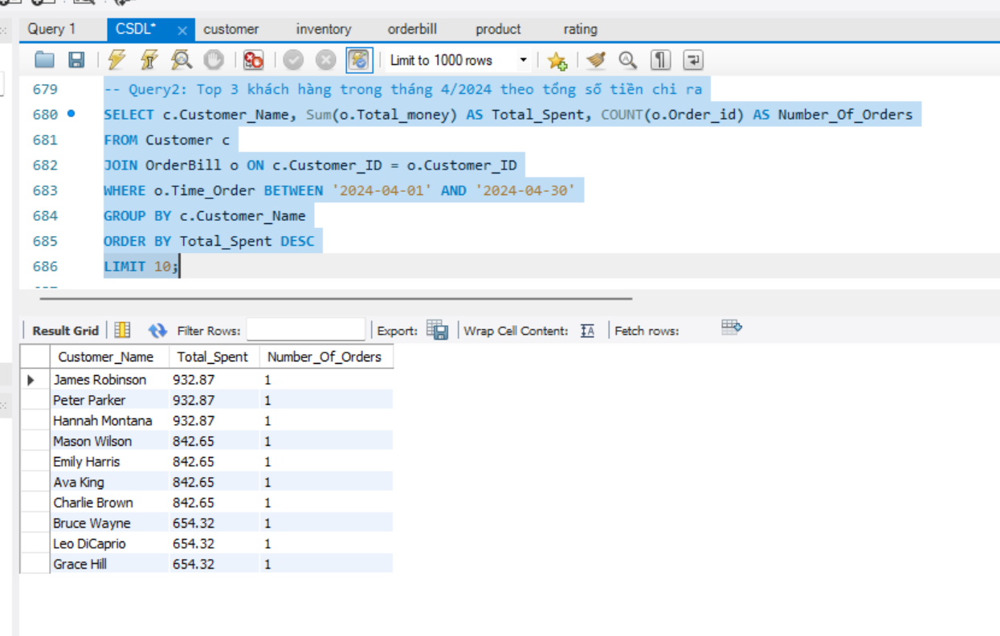 Query 1 CSDL* × customer inventory orderbill product rating
Limit to 1000 rows
679 -- Query2: Top 3 khách hàng trong tháng 4/2024 theo tổng số tiền chi ra
680 SELECT c.Customer_Name, Sum(o.Total_money) AS Total_Spent, COUNT(o.Order_id) AS Number_Of_Orders
681 FROM Customer c
682 JOIN OrderBill o ON c.Customer_ID = o.Customer_ID
683 WHERE o.Time_Order BETWEEN '2024-04-01' AND '2024-04-30'
684 GROUP BY c.Customer_Name
685 ORDER BY Total_Spent DESC
686 LIMIT 10;
Result Grid Filter Rows: Export: Wrap Cell Content: IA Fetch rows:
Customer_Name Total_Spent Number_Of_Orders
James Robinson 932.87 1
Peter Parker 932.87 1
Hannah Montana 932.87 1
Mason Wilson 842.65 1
Emily Harris 842.65 1
Ava King 842.65 1
Charlie Brown 842.65 1
Bruce Wayne 654.32 1
Leo DiCaprio 654.32 1
Grace Hill 654.32 1